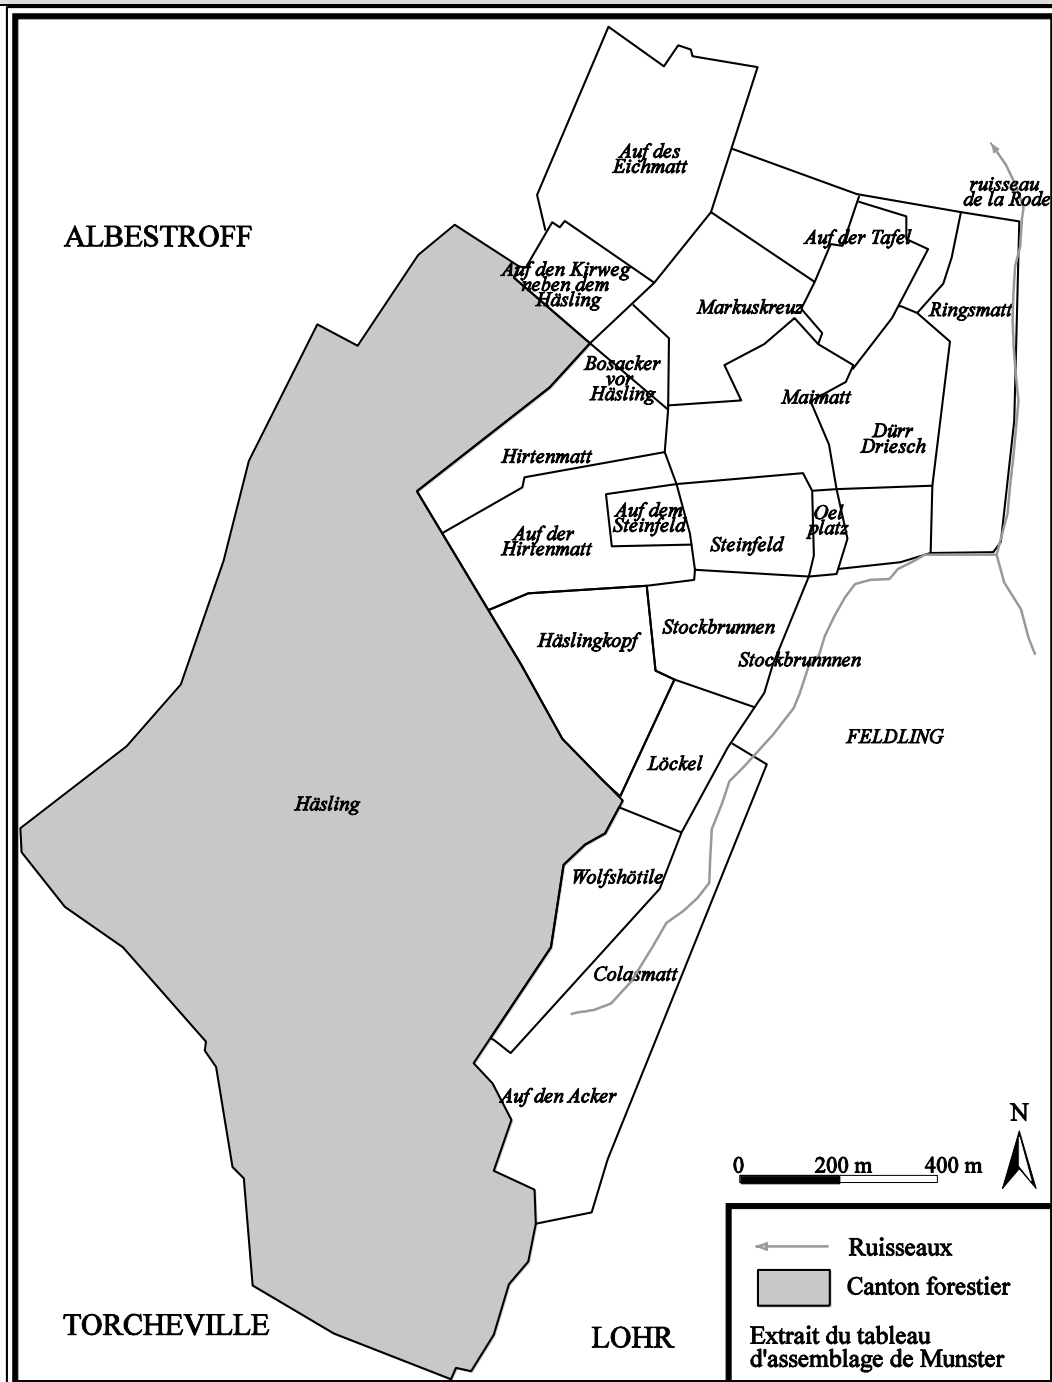 Auf des
Eichmatt
ruisseau
de la Rode
ALBESTROFF
Auf der Tafel
Auf den Kirweg
neben dem
Häsling
Markuskreuz
Ringsmatt
Bosacker
vor
Häsling
Maimatt
Dürr
Driesch
Hirtenmatt
Auf dem
Steinfeld
Oel
platz
Auf der
Hirtenmatt
Steinfeld
Häslingkopf
Stockbrunnen
Stockbrunnnen
FELDLING
Löckel
Häsling
Wolfshötile
Colasmatt
Auf den Acker
N
0 200 m 400 m
Ruisseaux
Canton forestier
TORCHEVILLE
LOHR
Extrait du tableau
d'assemblage de Munster